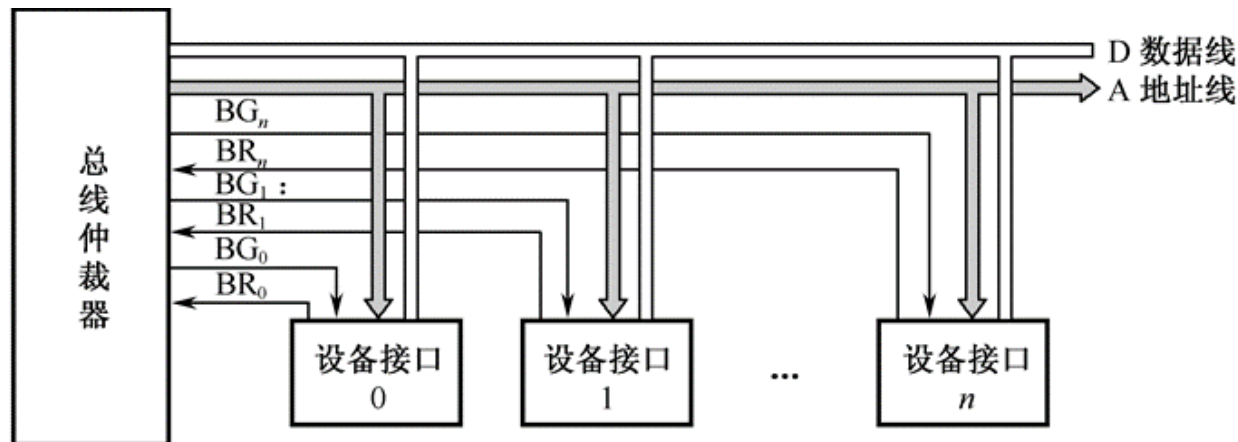 D 数据线
A 地址线
BGn
BRn
BG1 :
BR1
BG0
BR0
总线仲裁器
设备接口
0
设备接口
1
...
设备接口
n